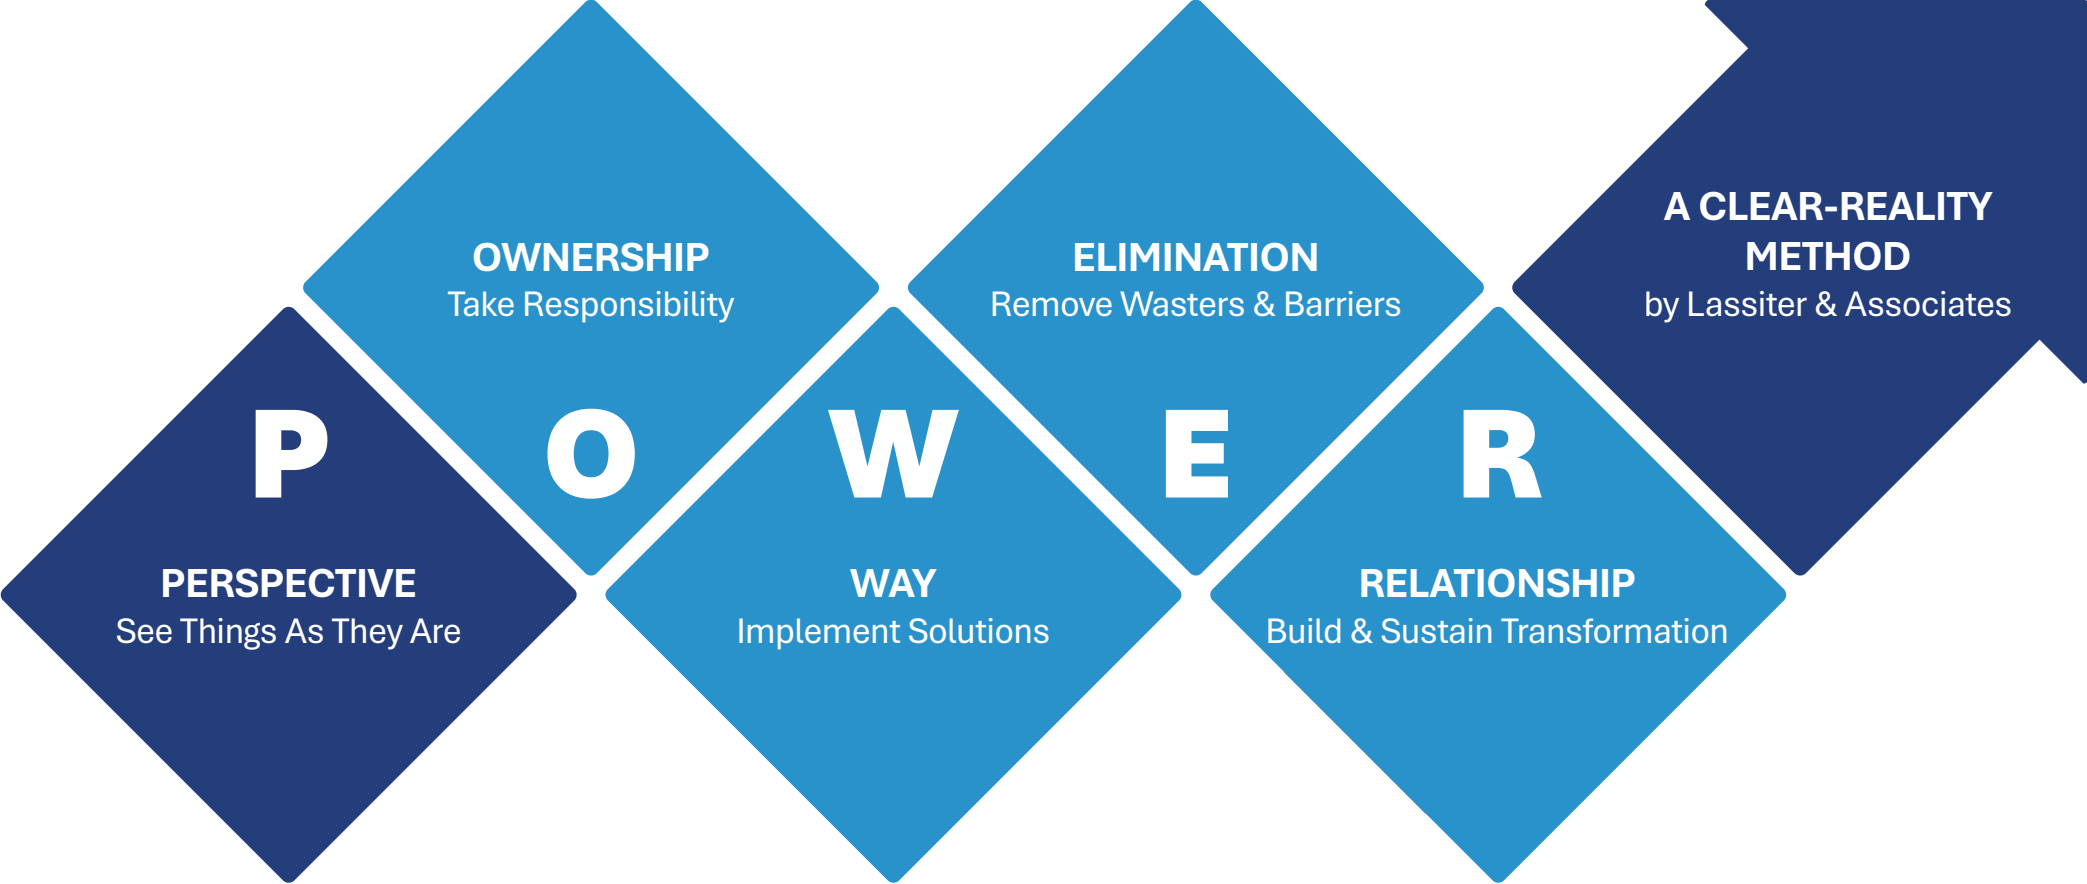 P
PERSPECTIVE
See Things As They Are
OWNERSHIP
Take Responsibility
O
W
WAY
Implement Solutions
ELIMINATION
Remove Wasters & Barriers
E
R
RELATIONSHIP
Build & Sustain Transformation
A CLEAR-REALITY
METHOD
by Lassiter & Associates